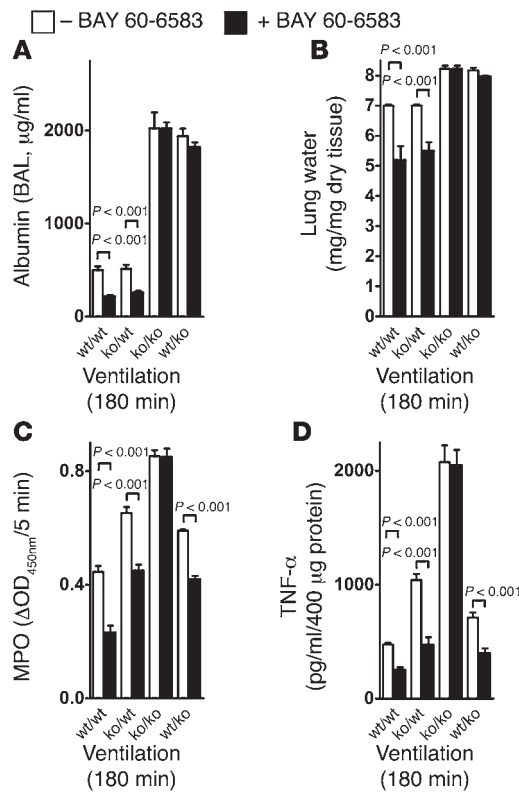 − BAY 60-6583 + BAY 60-6583
A
Albumin (BAL, µg/ml)
2000
1000
0
P < 0.001
P < 0.001
wt/wt ko/wt ko/ko wt/ko
Ventilation
(180 min)
B
Lung water
(mg/mg dry tissue)
8
7
6
5
4
3
2
1
0
P < 0.001
P < 0.001
wt/wt ko/wt ko/ko wt/ko
Ventilation
(180 min)
C
MPO (ΔOD450nm/5 min)
0.8
0.4
0.0
P < 0.001
P < 0.001
P < 0.001
wt/wt ko/wt ko/ko wt/ko
Ventilation
(180 min)
D
TNF-α
(pg/ml/400 µg protein)
2000
1000
0
P < 0.001
P < 0.001
P < 0.001
wt/wt ko/wt ko/ko wt/ko
Ventilation
(180 min)